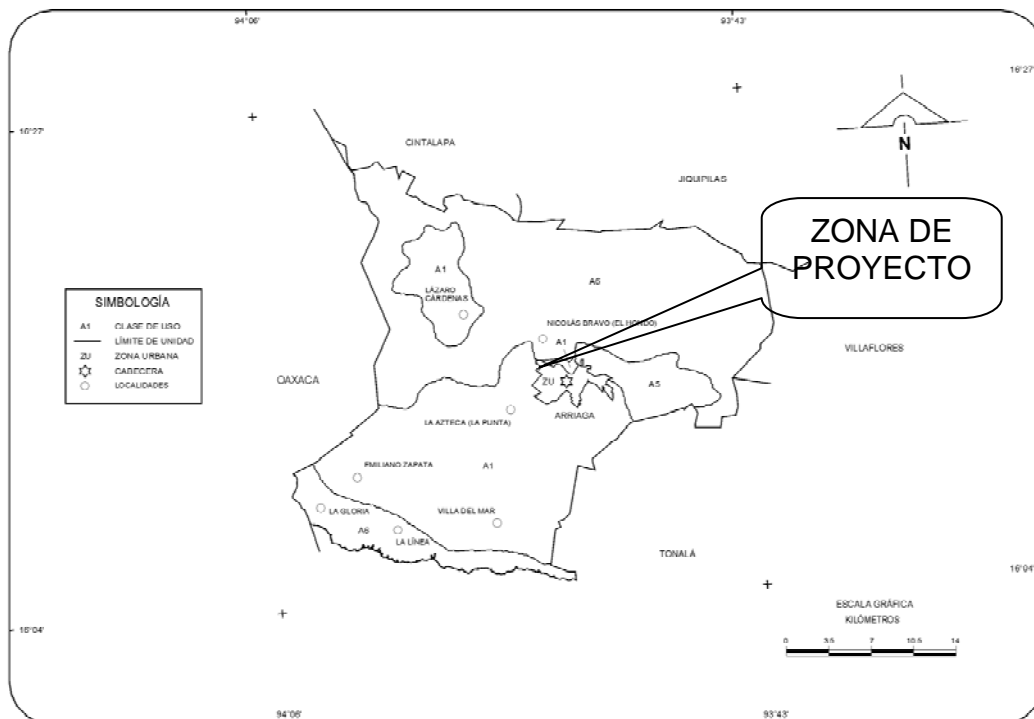 94°06'
93°43'
16°27'
16°27'
N
CINTALAPA
JIQUIPILAS
ZONA DE
PROYECTO
A1
LÁZARO
CÁRDENAS
A6
NICOLÁS BRAVO (EL HONDO)
A1
SIMBOLOGÍA
A1 CLASE DE USO
LÍMITE DE UNIDAD
ZU ZONA URBANA
CABECERA
LOCALIDADES
VILLAFLORES
OAXACA
ZU
A5
ARRIAGA
LA AZTECA (LA PUNTA)
EMILIANO ZAPATA
A1
LA GLORIA
VILLA DEL MAR
A6
LA LÍNEA
TONALÁ
16°94'
ESCALA GRÁFICA
KILÓMETROS
0 3.5 7 10.5 14
16°04'
94°06'
93°43'